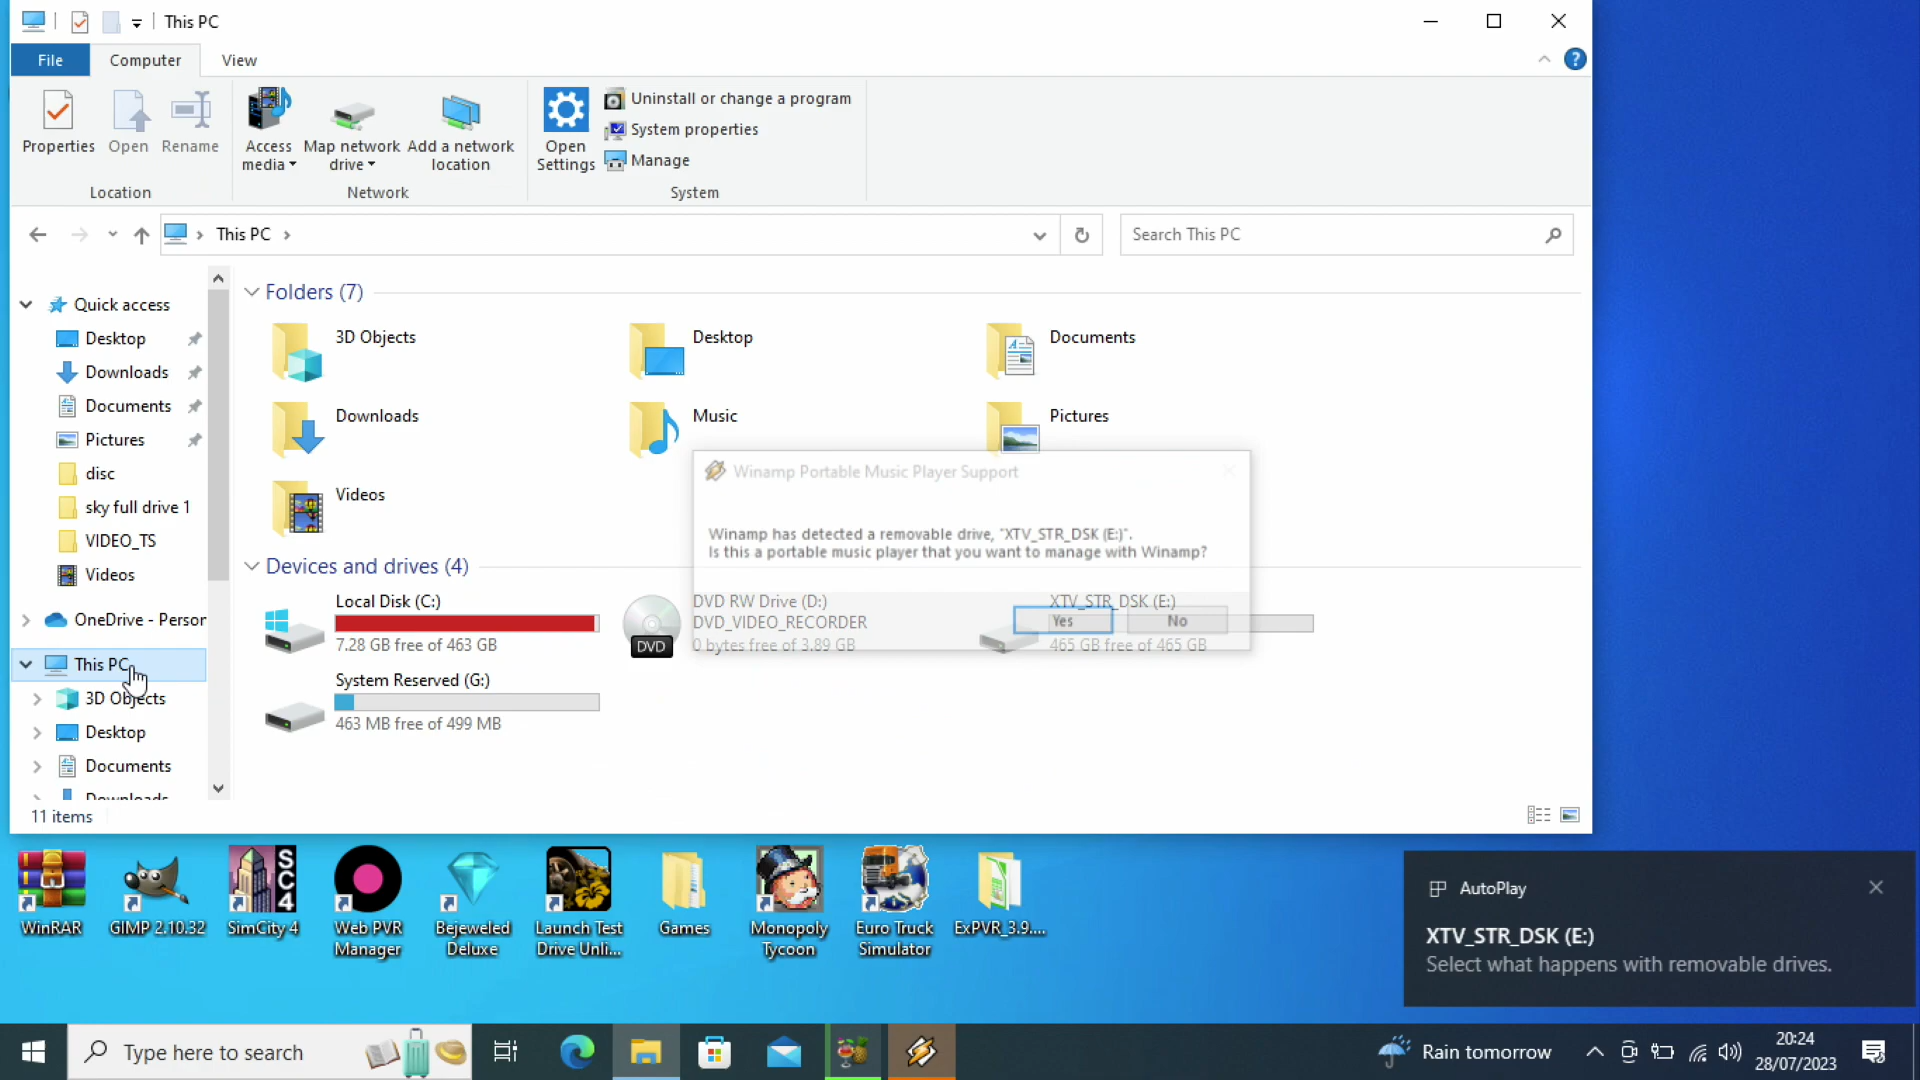 This PC
File
Computer
View
Properties
Open
Rename
Access
media
Map network
drive
Add a network
location
Open
Settings
Uninstall or change a program
System properties
Manage
Location
Network
System
This PC
Search This PC
Quick access
Desktop
Downloads
Documents
Pictures
disc
sky full drive 1
VIDEO_TS
Videos
OneDrive - Person
This PC
3D Objects
Desktop
Documents
Downloads
Folders (7)
3D Objects
Desktop
Documents
Downloads
Music
Pictures
Videos
Winamp Portable Music Player Support
Winamp has detected a removable drive, "XTV_STR_DSK (E:)".
Is this a portable music player that you want to manage with Winamp?
Yes
No
Devices and drives (4)
Local Disk (C:)
7.28 GB free of 463 GB
DVD
DVD RW Drive (D:)
DVD_VIDEO_RECORDER
0 bytes free of 3.89 GB
XTV_STR_DSK (E:)
465 GB free of 465 GB
System Reserved (G:)
463 MB free of 499 MB
11 items
WinRAR
GIMP 2.10.32
SC4
SimCity 4
Web PVR
Manager
Bejeweled
Deluxe
Launch Test
Drive Unli...
Games
Monopoly
Tycoon
Euro Truck
Simulator
ExPVR_3.9....
AutoPlay
XTV_STR_DSK (E:)
Select what happens with removable drives.
Type here to search
Rain tomorrow
20:24
28/07/2023